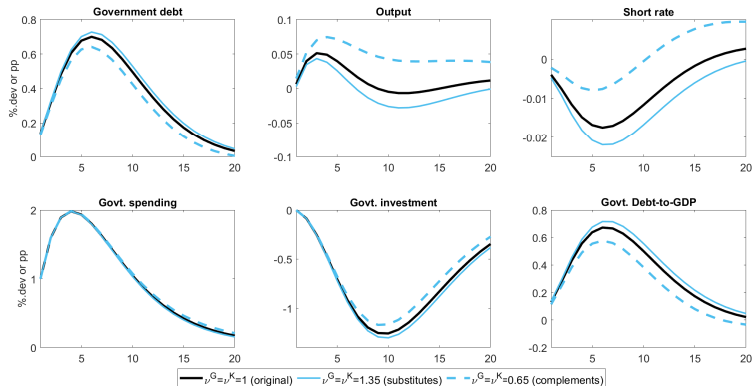 Government debt
Output
Short rate
%.dev or pp
0.8
0.6
0.4
0.2
0
5 10 15 20
0.1
0.05
0
-0.05
-0.1
5 10 15 20
0
-0.01
-0.02
5 10 15 20
Govt. spending
Govt. investment
Govt. Debt-to-GDP
%.dev or pp
2
1
0
5 10 15 20
0
-1
5 10 15 20
0.8
0.6
0.4
0.2
0
-0.2
5 10 15 20
ν^G=ν^K=1 (original)
ν^G=ν^K=1.35 (substitutes)
ν^G=ν^K=0.65 (complements)